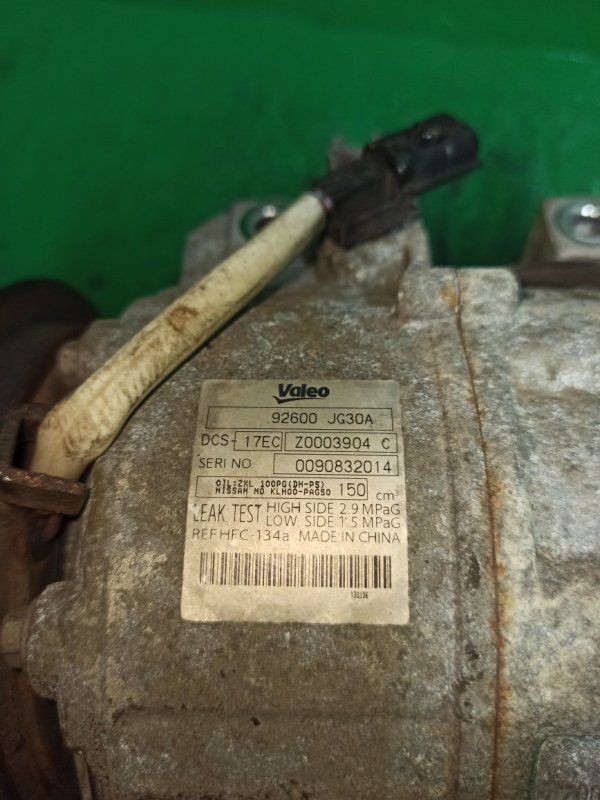 Valeo
92600 JG30A
DCS- 17EC Z0003904 C
SERI NO. 0090832014
OIL:ZXL 100PG(DH-PS)
NISSAN NO KLH00-PAGS0 150 cm³
LEAK TEST HIGH SIDE 2.9 MPaG
LOW SIDE 1.5 MPaG
REF HFC-134a MADE IN CHINA